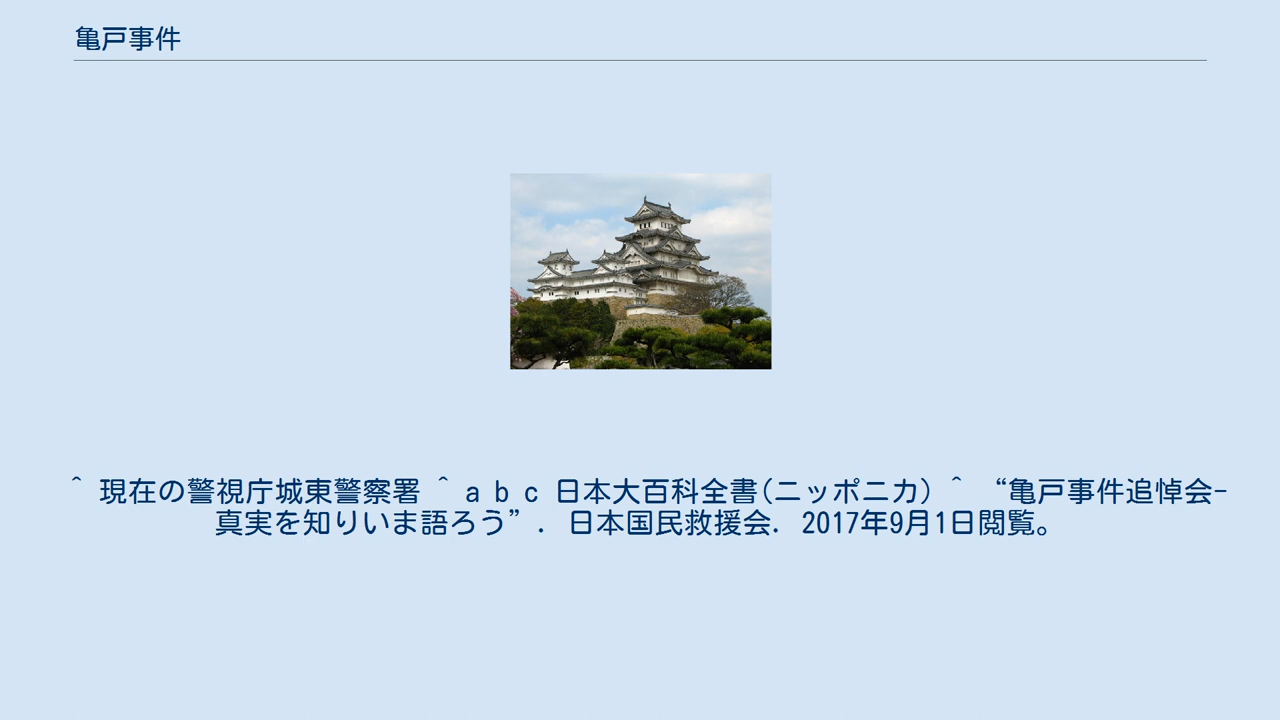 亀戸事件
^ 現在の警視庁城東警察署 ^ a b c 日本大百科全書(ニッポニカ) ^ “亀戸事件追悼会-
真実を知りいま語ろう”. 日本国民救援会. 2017年9月1日閲覧。